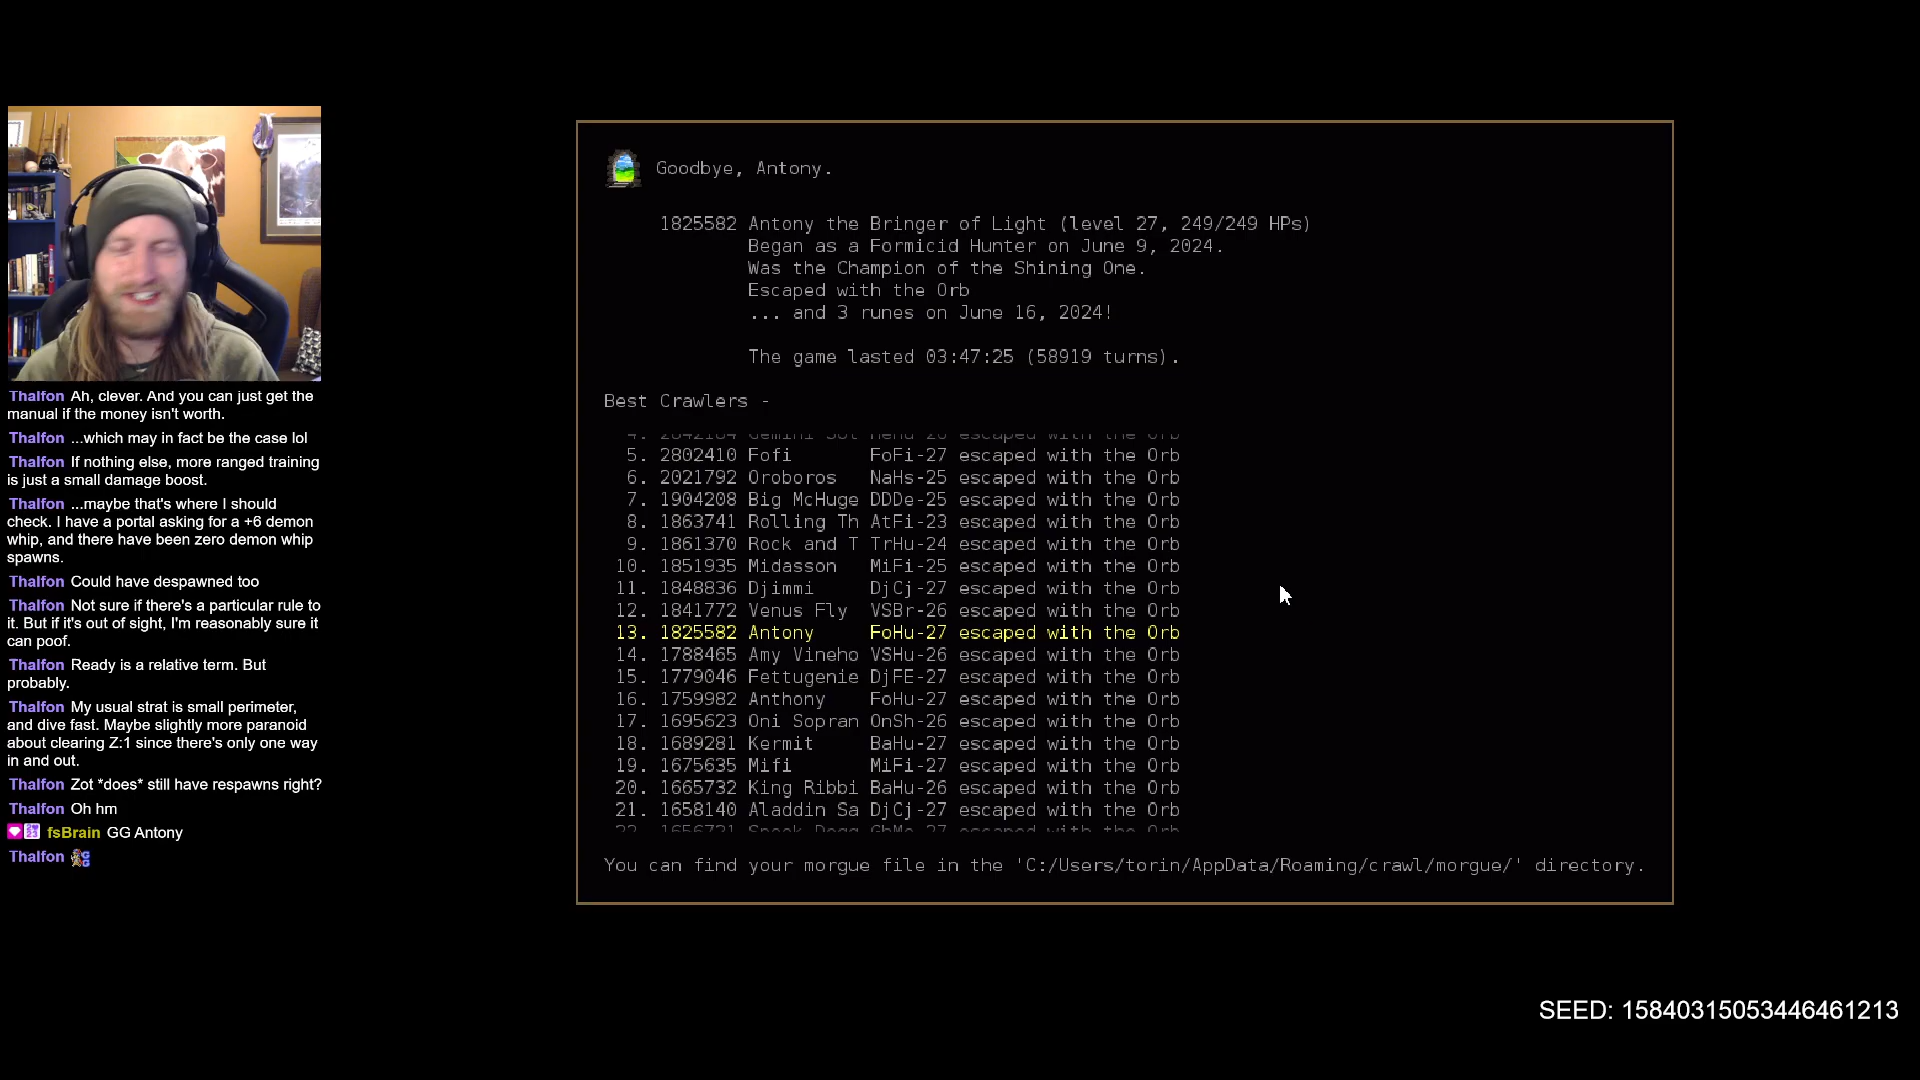 Thalfon Ah, clever. And you can just get the
manual if the money isn't worth.
Thalfon ...which may in fact be the case lol
Thalfon If nothing else, more ranged training
is just a small damage boost.
Thalfon ...maybe that's where I should
check. I have a portal asking for a +6 demon
whip, and there have been zero demon whip
spawns.
Thalfon Could have despawned too
Thalfon Not sure if there's a particular rule to
it. But if it's out of sight, I'm reasonably sure it
can poof.
Thalfon Ready is a relative term. But
probably.
Thalfon My usual strat is small perimeter,
and dive fast. Maybe slightly more paranoid
about clearing Z:1 since there's only one way
in and out.
Thalfon Zot *does* still have respawns right?
Thalfon Oh hm
fsBrain GG Antony
Thalfon
Goodbye, Antony.
1825582 Antony the Bringer of Light (level 27, 249/249 HPs)
Began as a Formicid Hunter on June 9, 2024.
Was the Champion of the Shining One.
Escaped with the Orb
... and 3 runes on June 16, 2024!
The game lasted 03:47:25 (58919 turns).
Best Crawlers -
escaped with the Orb
5. 2802410 Fofi FoFi-27 escaped with the Orb
6. 2021792 Oroboros NaHs-25 escaped with the Orb
7. 1904208 Big McHuge DDDe-25 escaped with the Orb
8. 1863741 Rolling Th AtFi-23 escaped with the Orb
9. 1861370 Rock and T TrHu-24 escaped with the Orb
10. 1851935 Midasson MiFi-25 escaped with the Orb
11. 1848836 Djimmi DjCj-27 escaped with the Orb
12. 1841772 Venus Fly VSBr-26 escaped with the Orb
13. 1825582 Antony FoHu-27 escaped with the Orb
14. 1788465 Amy Vineho VSHu-26 escaped with the Orb
15. 1779046 Fettugenie DjFE-27 escaped with the Orb
16. 1759982 Anthony FoHu-27 escaped with the Orb
17. 1695623 Oni Sopran OnSh-26 escaped with the Orb
18. 1689281 Kermit BaHu-27 escaped with the Orb
19. 1675635 Mifi MiFi-27 escaped with the Orb
20. 1665732 King Ribbi BaHu-26 escaped with the Orb
21. 1658140 Aladdin Sa DjCj-27 escaped with the Orb
escaped with the Orb
You can find your morgue file in the 'C:/Users/torin/AppData/Roaming/crawl/morgue/' directory.
SEED: 15840315053446461213